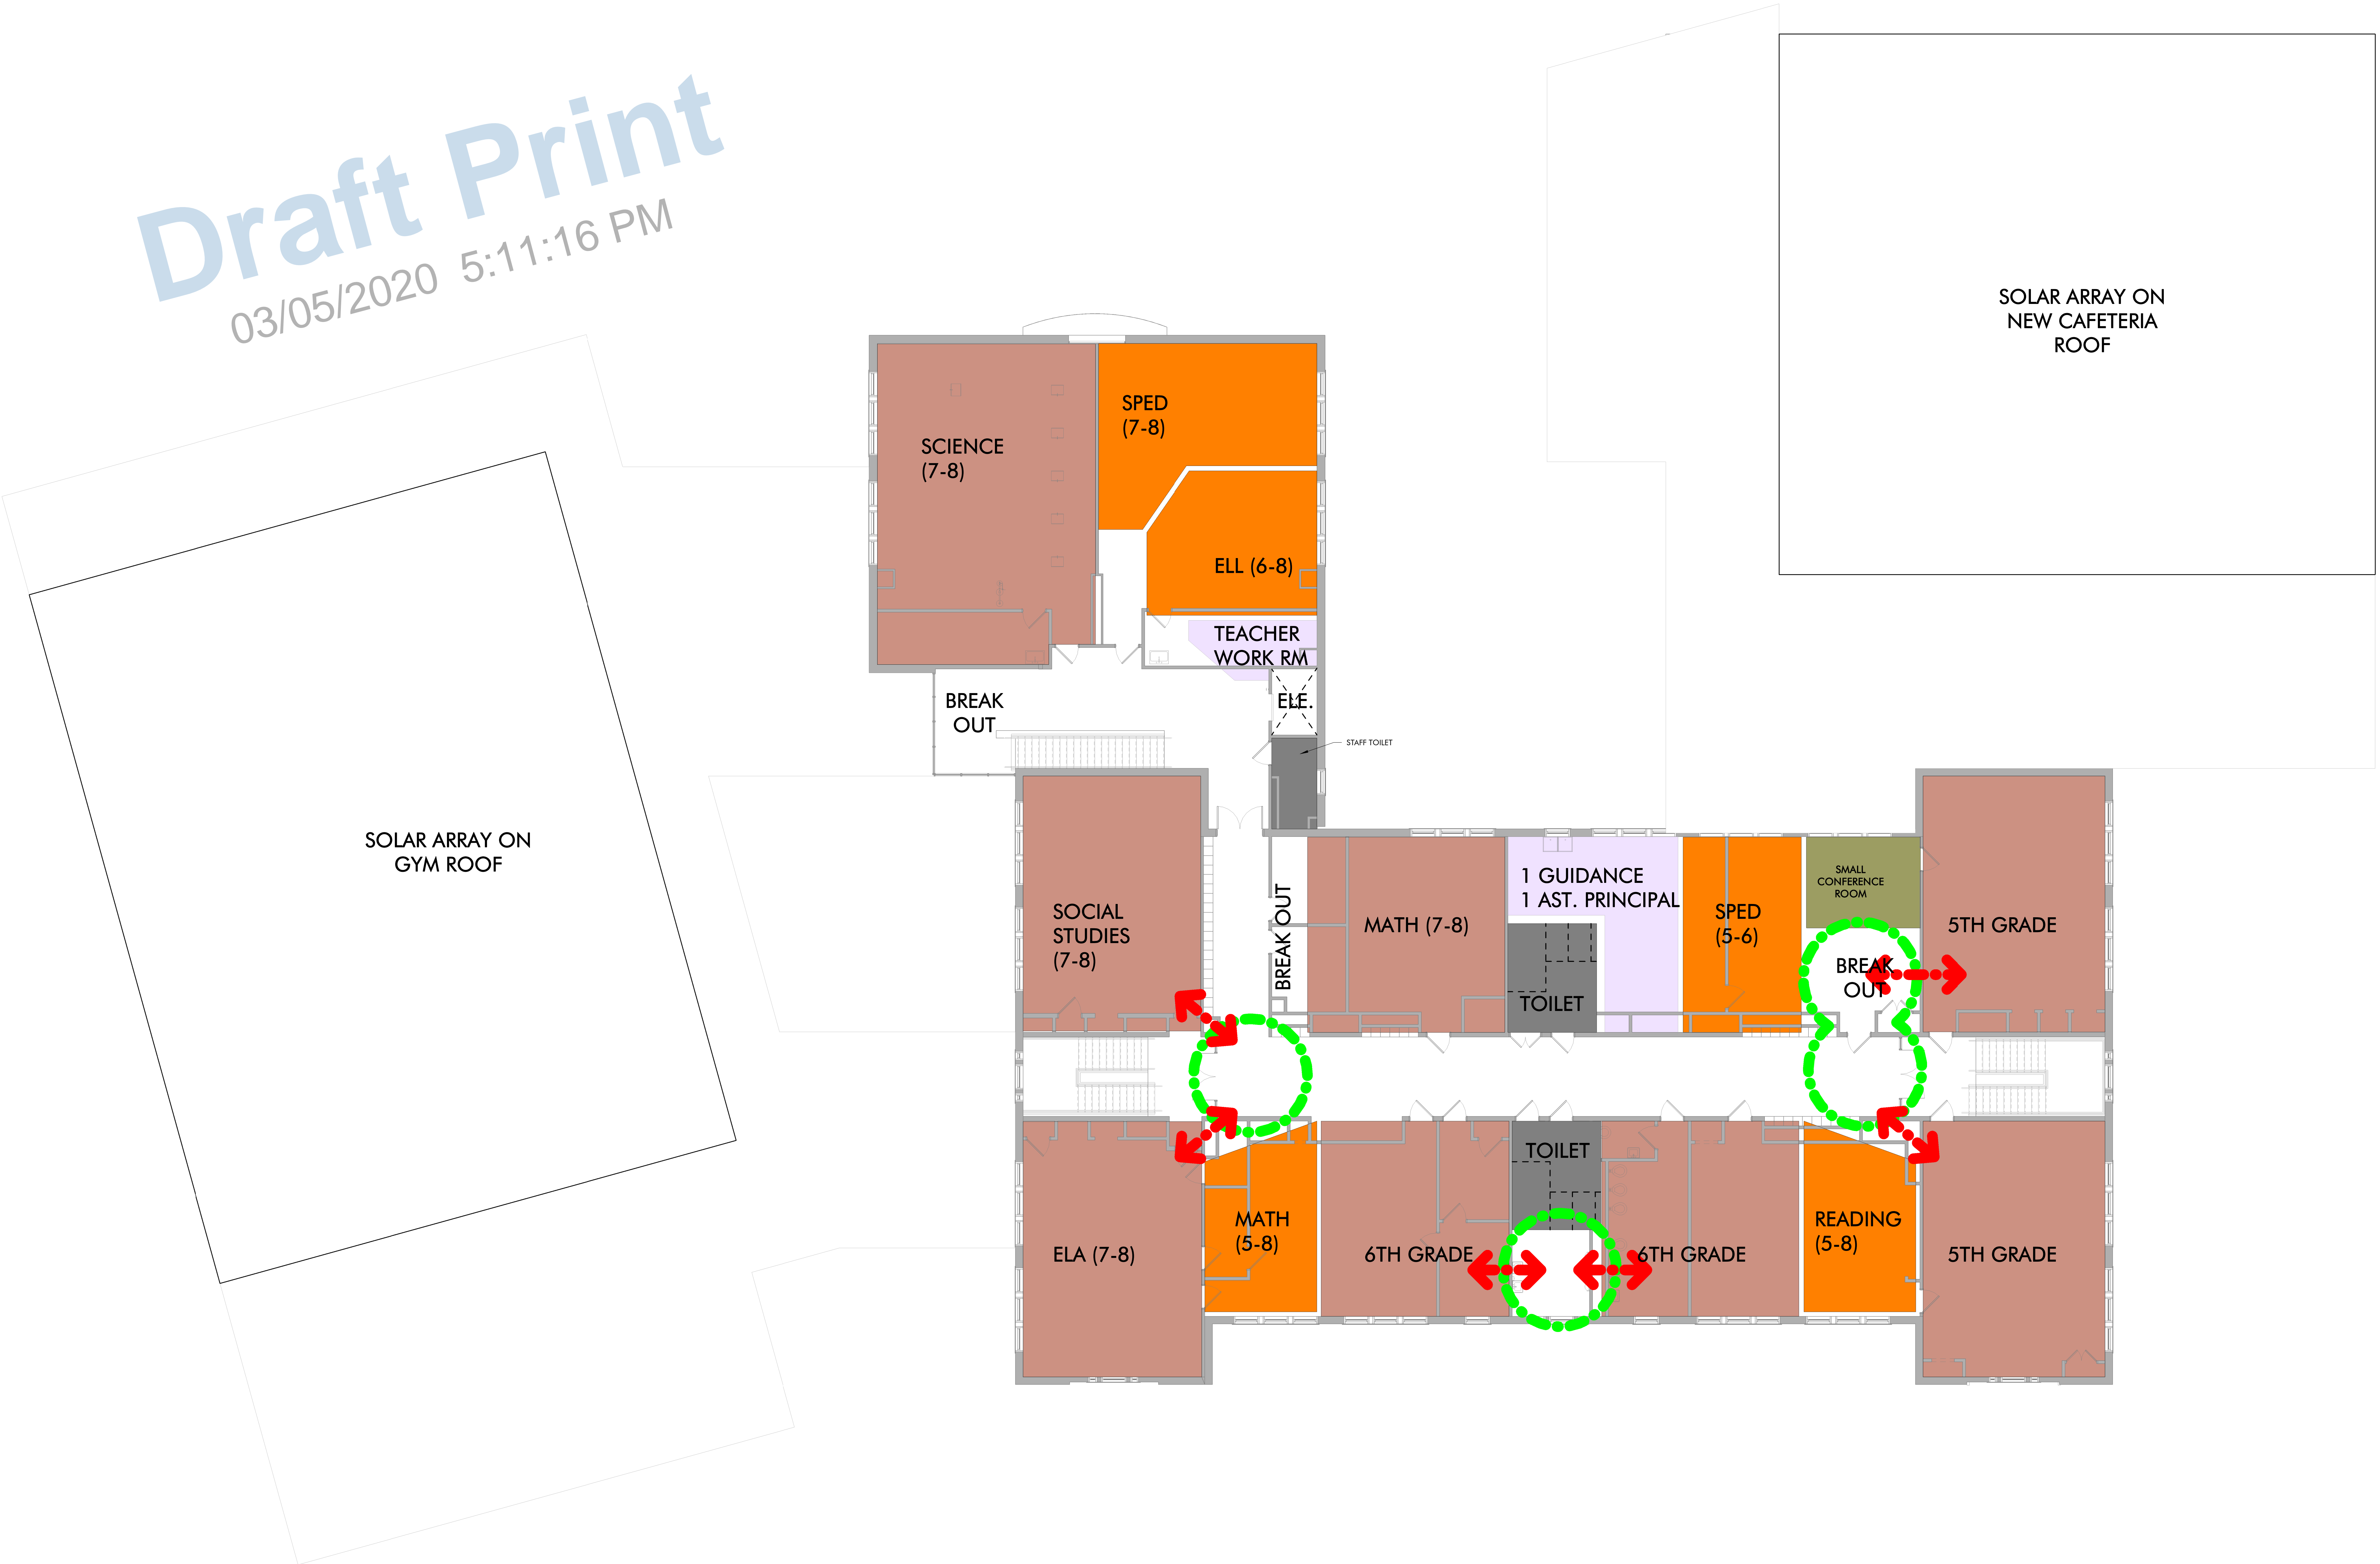 Draft Print
03/05/2020 5:11:16 PM
SOLAR ARRAY ON
NEW CAFETERIA
ROOF
SPED
(7-8)
SCIENCE
(7-8)
ELL (6-8)
TEACHER
WORK RM
BREAK
OUT
ELE.
STAFF TOILET
SOLAR ARRAY ON
GYM ROOF
SOCIAL
STUDIES
(7-8)
BREAK OUT
MATH (7-8)
1 GUIDANCE
1 AST. PRINCIPAL
TOILET
SPED
(5-6)
SMALL
CONFERENCE
ROOM
BREAK
OUT
5TH GRADE
ELA (7-8)
MATH
(5-8)
6TH GRADE
TOILET
6TH GRADE
READING
(5-8)
5TH GRADE